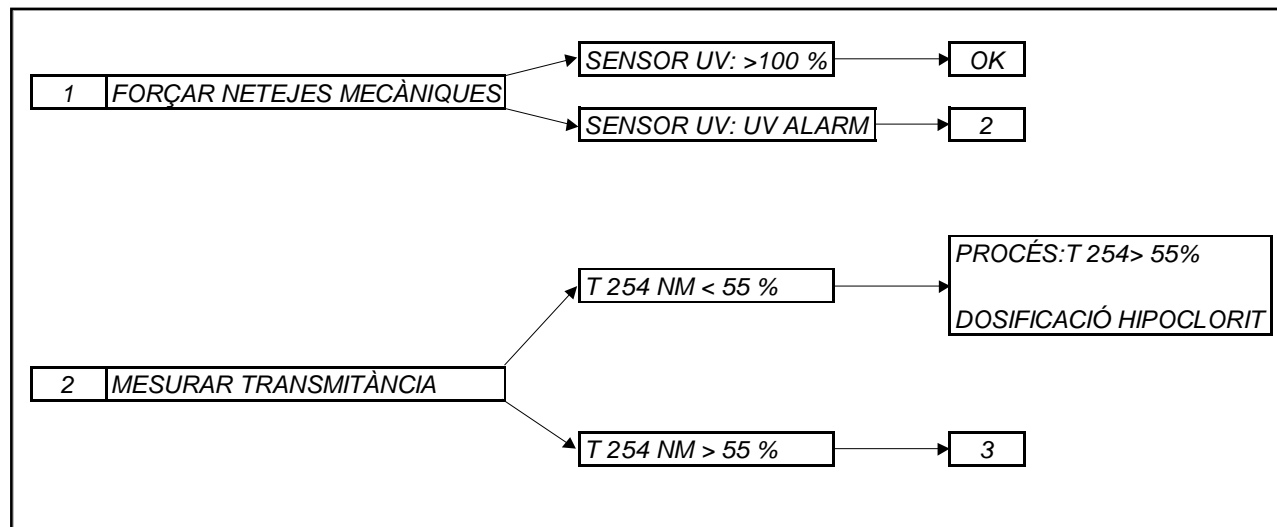 SENSOR UV: >100 %
OK
1
FORÇAR NETEJES MECÀNIQUES
SENSOR UV: UV ALARM
2
PROCÉS:T 254> 55%
T 254 NM < 55 %
DOSIFICACIÓ HIPOCLORIT
2
MESURAR TRANSMITÀNCIA
T 254 NM > 55 %
3